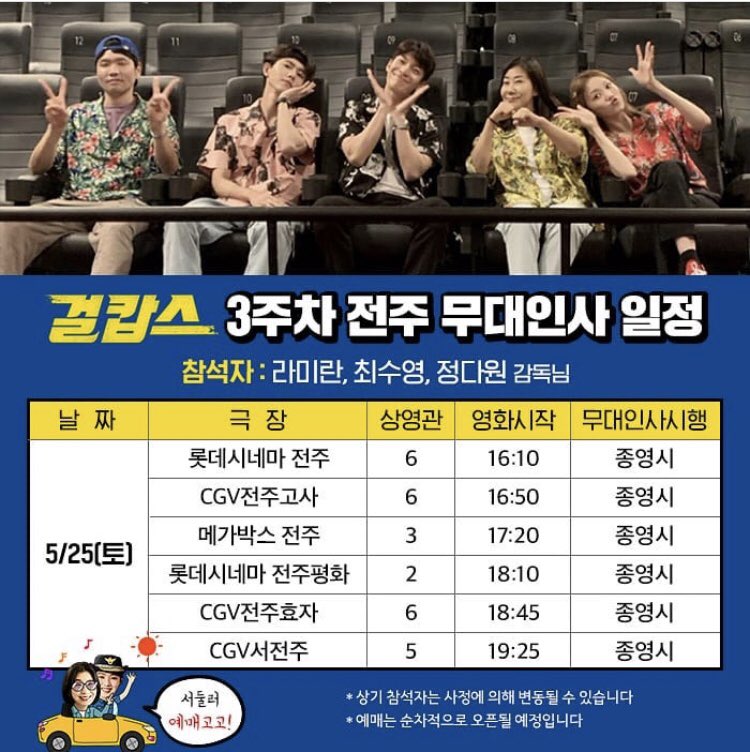 12
11
10
09
08
07
06
걸캅스 3주차 전주 무대인사 일정
참석자 : 라미란, 최수영, 정다원 감독님
날 짜 극 장 상영관 영화시작 무대인사시행
5/25(토)
롯데시네마 전주 6 16:10 종영시
CGV전주고사 6 16:50 종영시
메가박스 전주 3 17:20 종영시
롯데시네마 전주평화 2 18:10 종영시
CGV전주효자 6 18:45 종영시
CGV서전주 5 19:25 종영시
서둘러
예매고고!
* 상기 참석자는 사정에 의해 변동될 수 있습니다
* 예매는 순차적으로 오픈될 예정입니다